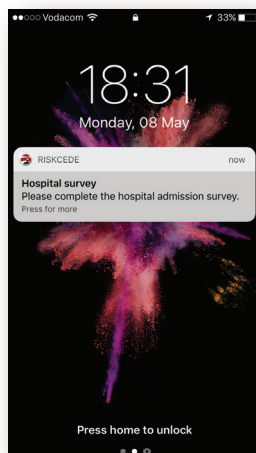 Vodacom 33%
18:31
Monday, 08 May
RISKCEDE now
Hospital survey
Please complete the hospital admission survey.
Press for more
Press home to unlock